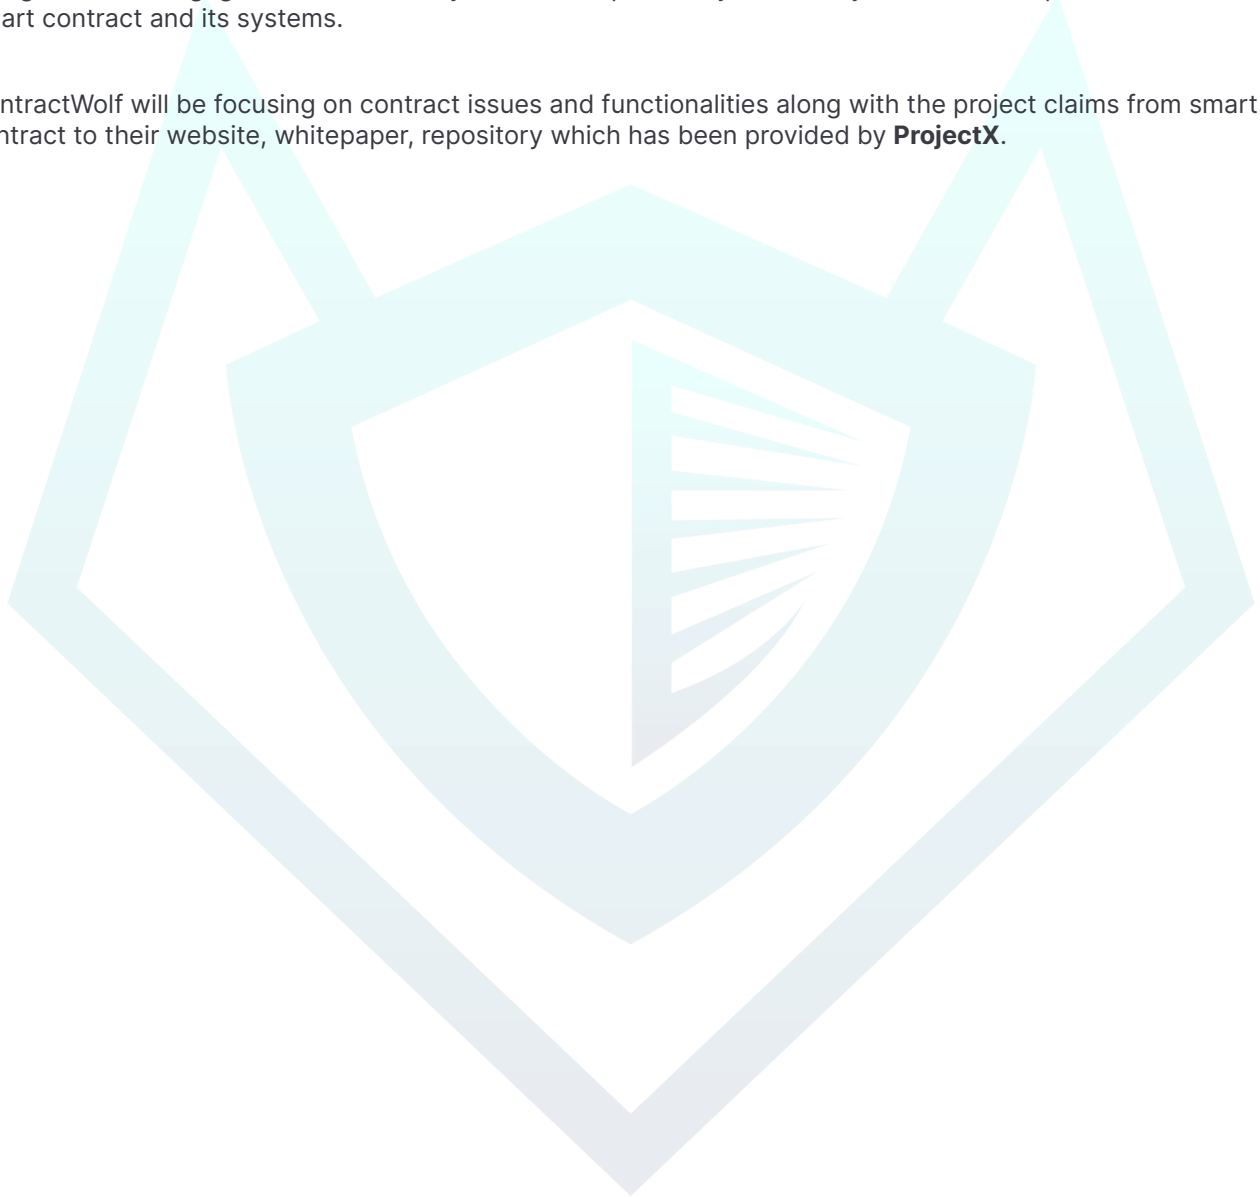 art contract and its systems.
ntractWolf will be focusing on contract issues and functionalities along with the project claims from smart
ntract to their website, whitepaper, repository which has been provided by ProjectX.